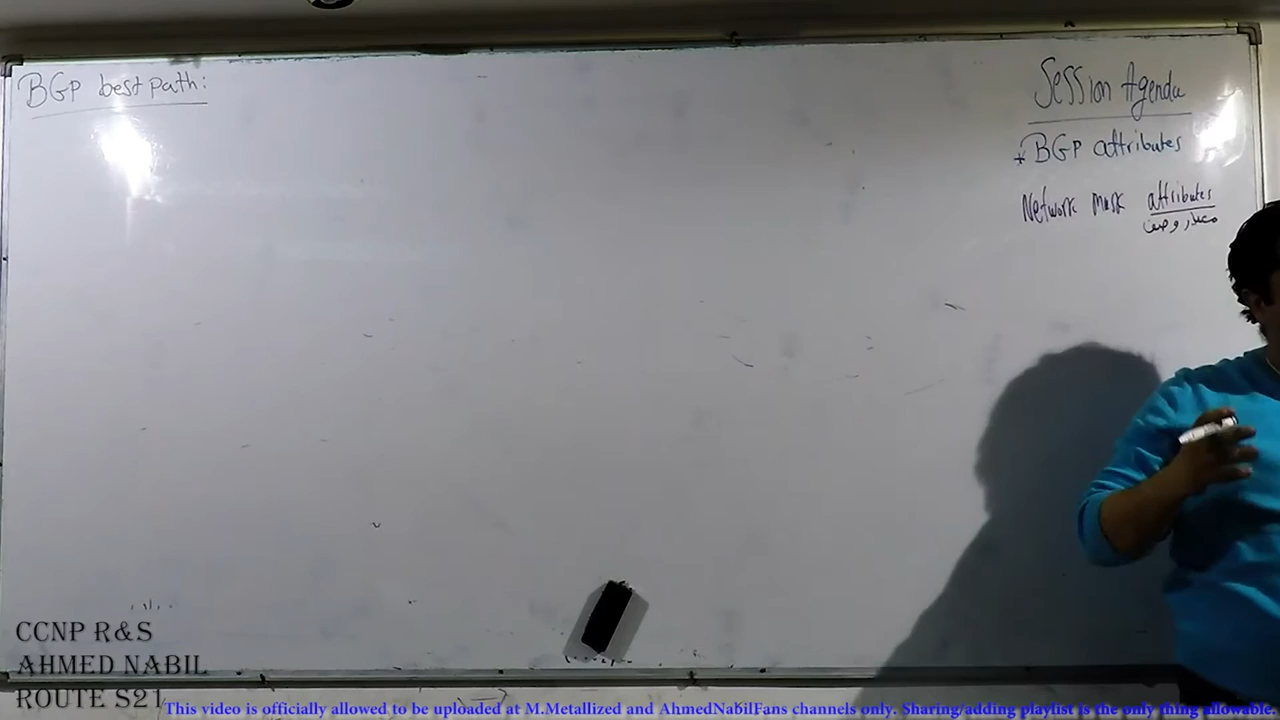 BGP best path:
Session Agenda
* BGP attributes
Network Mask attributes
CCNP R&S
AHMED NABIL
ROUTE S21
This video is officially allowed to be uploaded at M.Metallized and AhmedNabilFans channels only. Sharing/adding playlist is the only thing allowable.